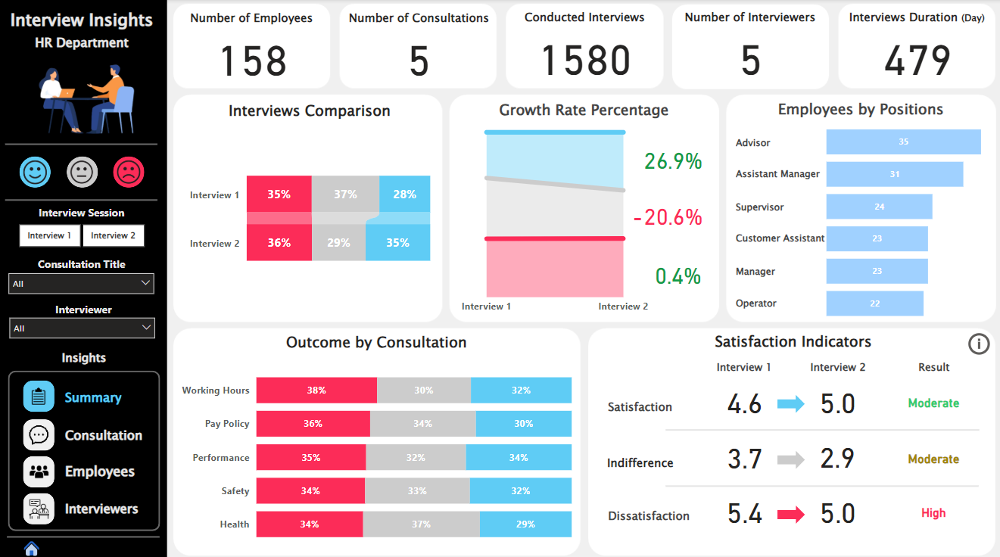 Interview Insights
HR Department
Interview Session
Interview 1
Interview 2
Consultation Title
All
Interviewer
All
Insights
Summary
Consultation
Employees
Interviewers
Number of Employees
158
Number of Consultations
5
Conducted Interviews
1580
Number of Interviewers
5
Interviews Duration (Day)
479
Interviews Comparison
Interview 1 35% 37% 28%
Interview 2 36% 29% 35%
Growth Rate Percentage
26.9%
-20.6%
0.4%
Interview 1 Interview 2
Employees by Positions
Advisor 35
Assistant Manager 31
Supervisor 24
Customer Assistant 23
Manager 23
Operator 22
Outcome by Consultation
Working Hours 38% 30% 32%
Pay Policy 36% 34% 30%
Performance 35% 32% 34%
Safety 34% 33% 32%
Health 34% 37% 29%
Satisfaction Indicators
Interview 1 Interview 2 Result
Satisfaction 4.6 5.0 Moderate
Indifference 3.7 2.9 Moderate
Dissatisfaction 5.4 5.0 High